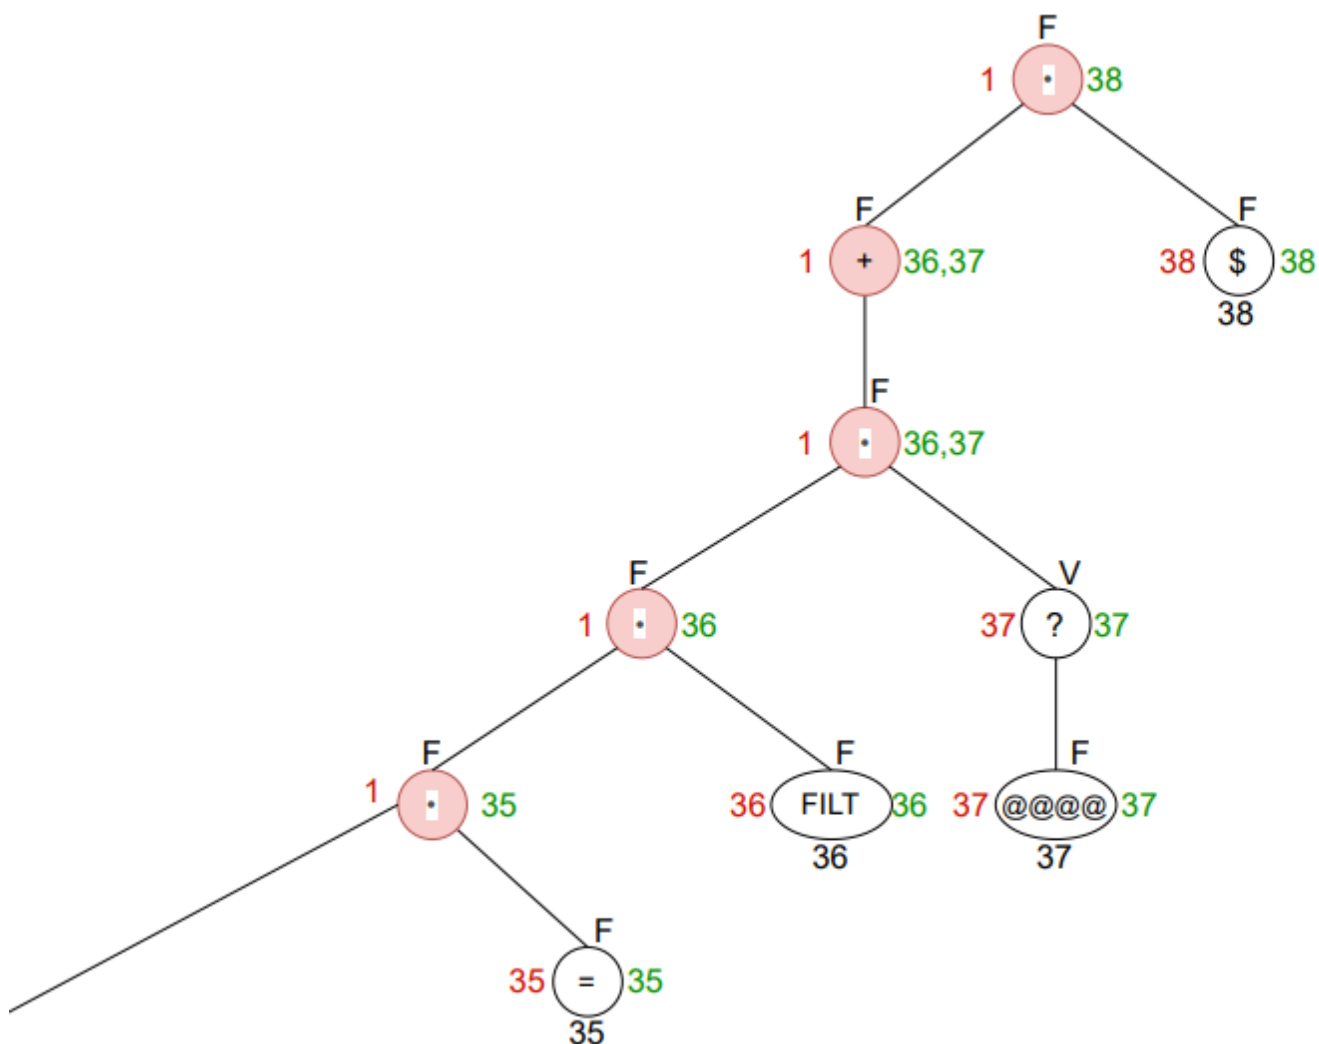 F
1 • 38
F F
1 + 36,37 38 $ 38
38
F
1 • 36,37
F V
1 • 36 37 ? 37
F F F
1 • 35 36 FILT 36 37 @@@@ 37
36 37
F
35 = 35
35